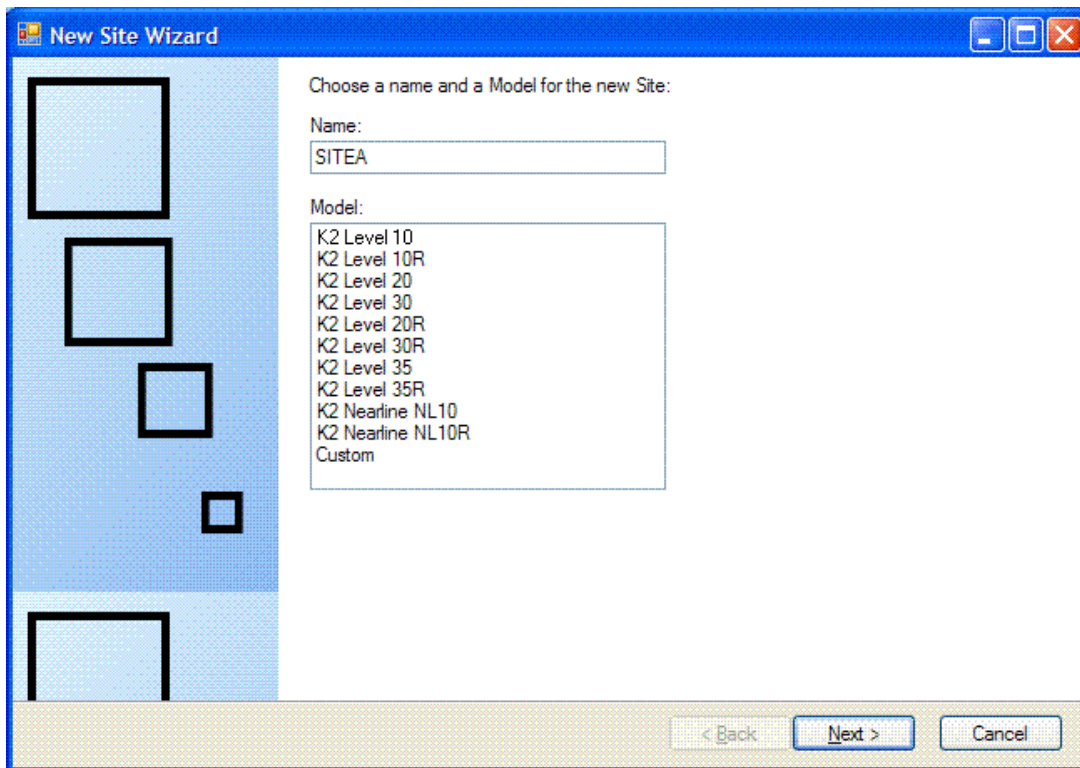 New Site Wizard
Choose a name and a Model for the new Site:
Name:
SITEA
Model:
K2 Level 10
K2 Level 10R
K2 Level 20
K2 Level 30
K2 Level 20R
K2 Level 30R
K2 Level 35
K2 Level 35R
K2 Nearline NL10
K2 Nearline NL10R
Custom
< Back
Next >
Cancel